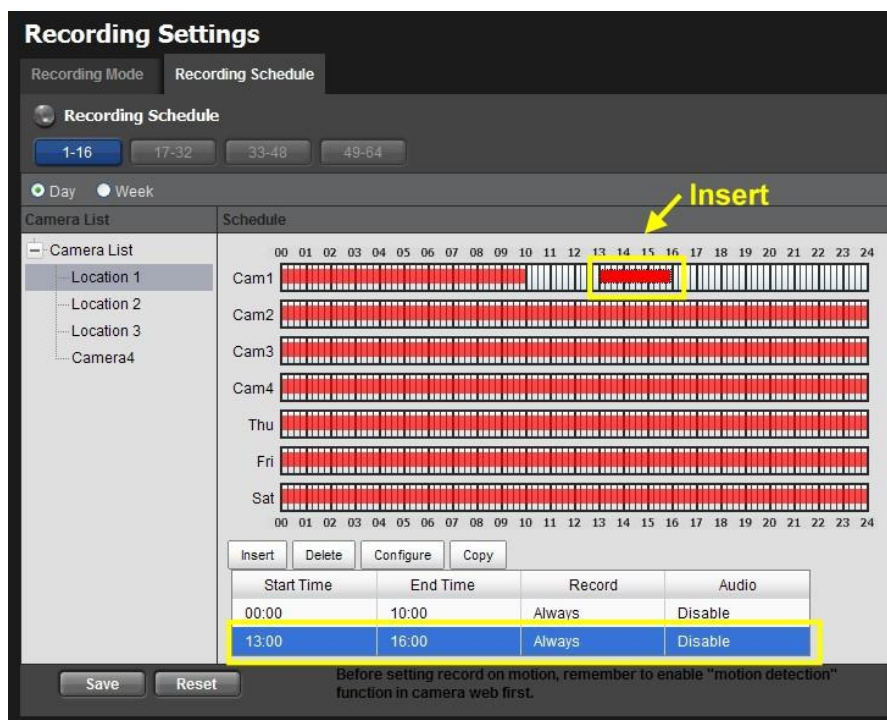 Recording Settings
Recording Mode Recording Schedule
Recording Schedule
1-16 17-32 33-48 49-64
Day Week
Insert
Camera List Schedule
Camera List
Location 1
Location 2
Location 3
Camera4
00 01 02 03 04 05 06 07 08 09 10 11 12 13 14 15 16 17 18 19 20 21 22 23 24
Cam1
Cam2
Cam3
Cam4
Thu
Fri
Sat
00 01 02 03 04 05 06 07 08 09 10 11 12 13 14 15 16 17 18 19 20 21 22 23 24
Insert Delete Configure Copy
Start Time End Time Record Audio
00:00 10:00 Always Disable
13:00 16:00 Always Disable
Save Reset
Before setting record on motion, remember to enable "motion detection"
function in camera web first.